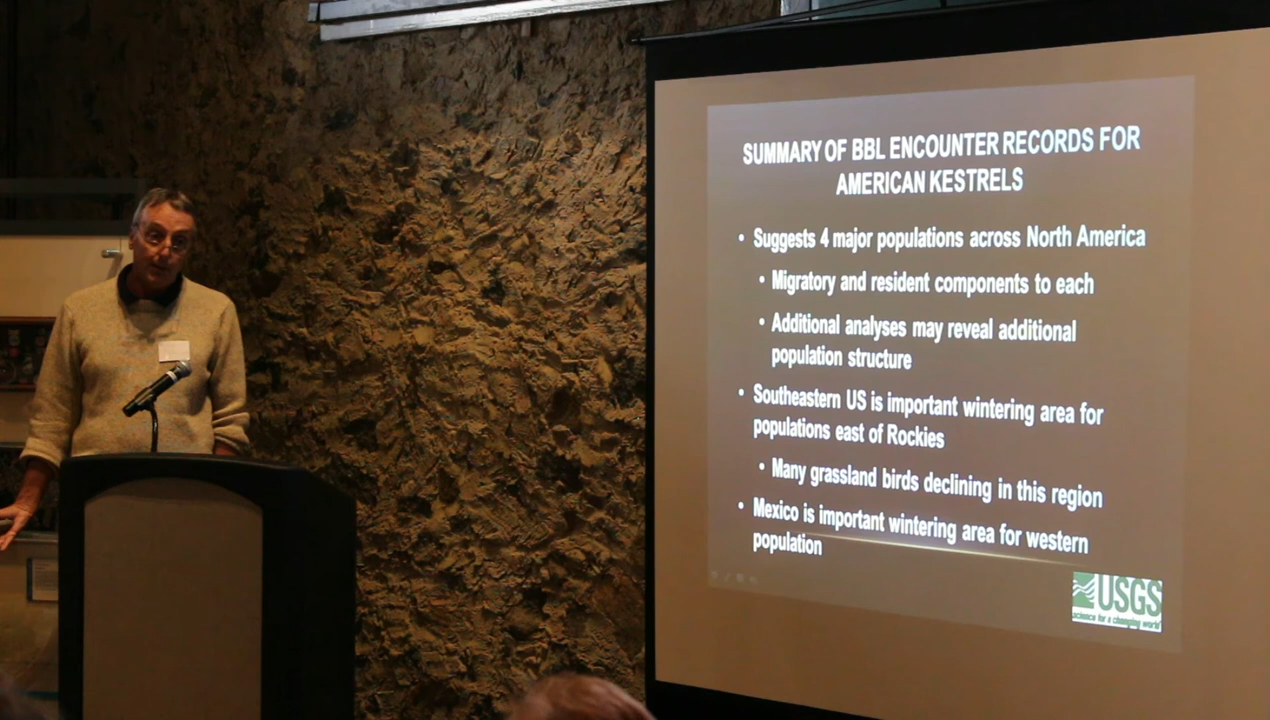 SUMMARY OF BBL ENCOUNTER RECORDS FOR
AMERICAN KESTRELS
• Suggests 4 major populations across North America
• Migratory and resident components to each
• Additional analyses may reveal additional
population structure
• Southeastern US is important wintering area for
populations east of Rockies
• Many grassland birds declining in this region
• Mexico is important wintering area for western
population
USGS
science for a changing world